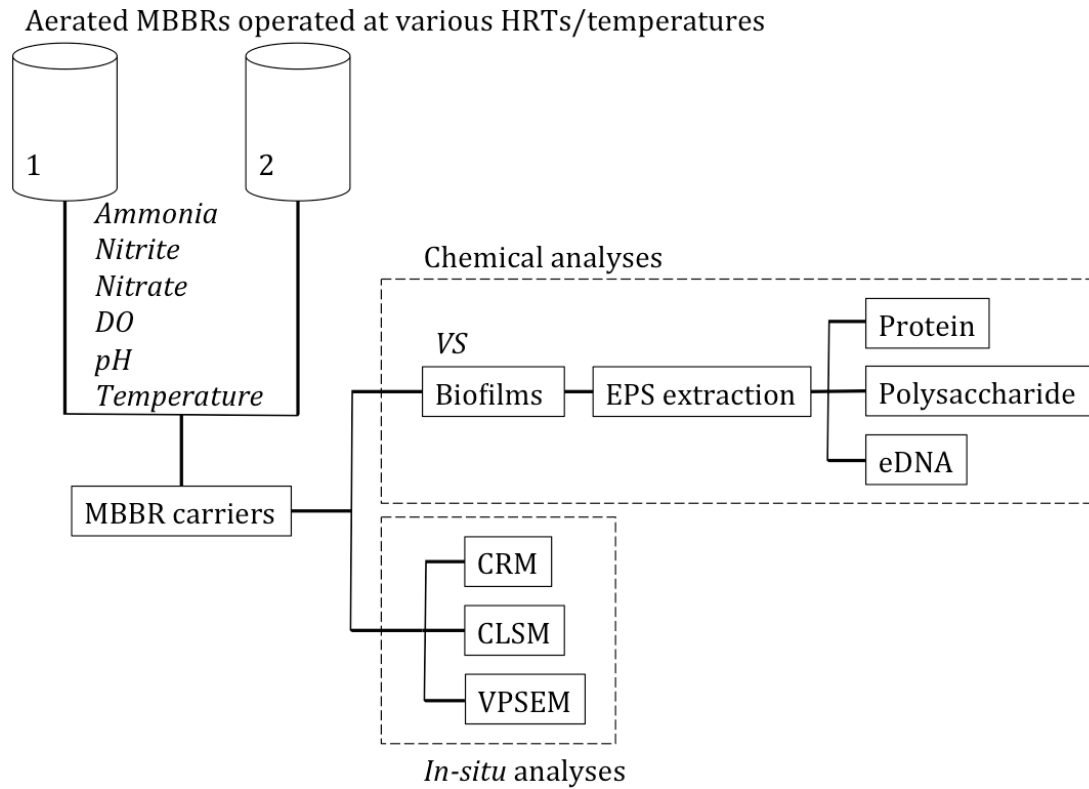 Aerated MBBRs operated at various HRTs/temperatures
1
2
Ammonia
Nitrite
Nitrate
DO
pH
Temperature
MBBR carriers
Chemical analyses
VS
Biofilms
EPS extraction
Protein
Polysaccharide
eDNA
CRM
CLSM
VPSEM
In-situ analyses